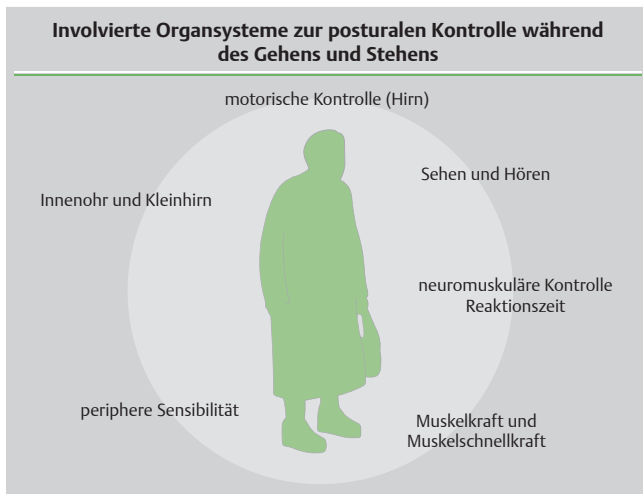 Involvierte Organsysteme zur posturalen Kontrolle während
des Gehens und Stehens
motorische Kontrolle (Hirn)
Sehen und Hören
Innenohr und Kleinhirn
neuromuskuläre Kontrolle
Reaktionszeit
periphere Sensibilität
Muskelkraft und
Muskelschnellkraft